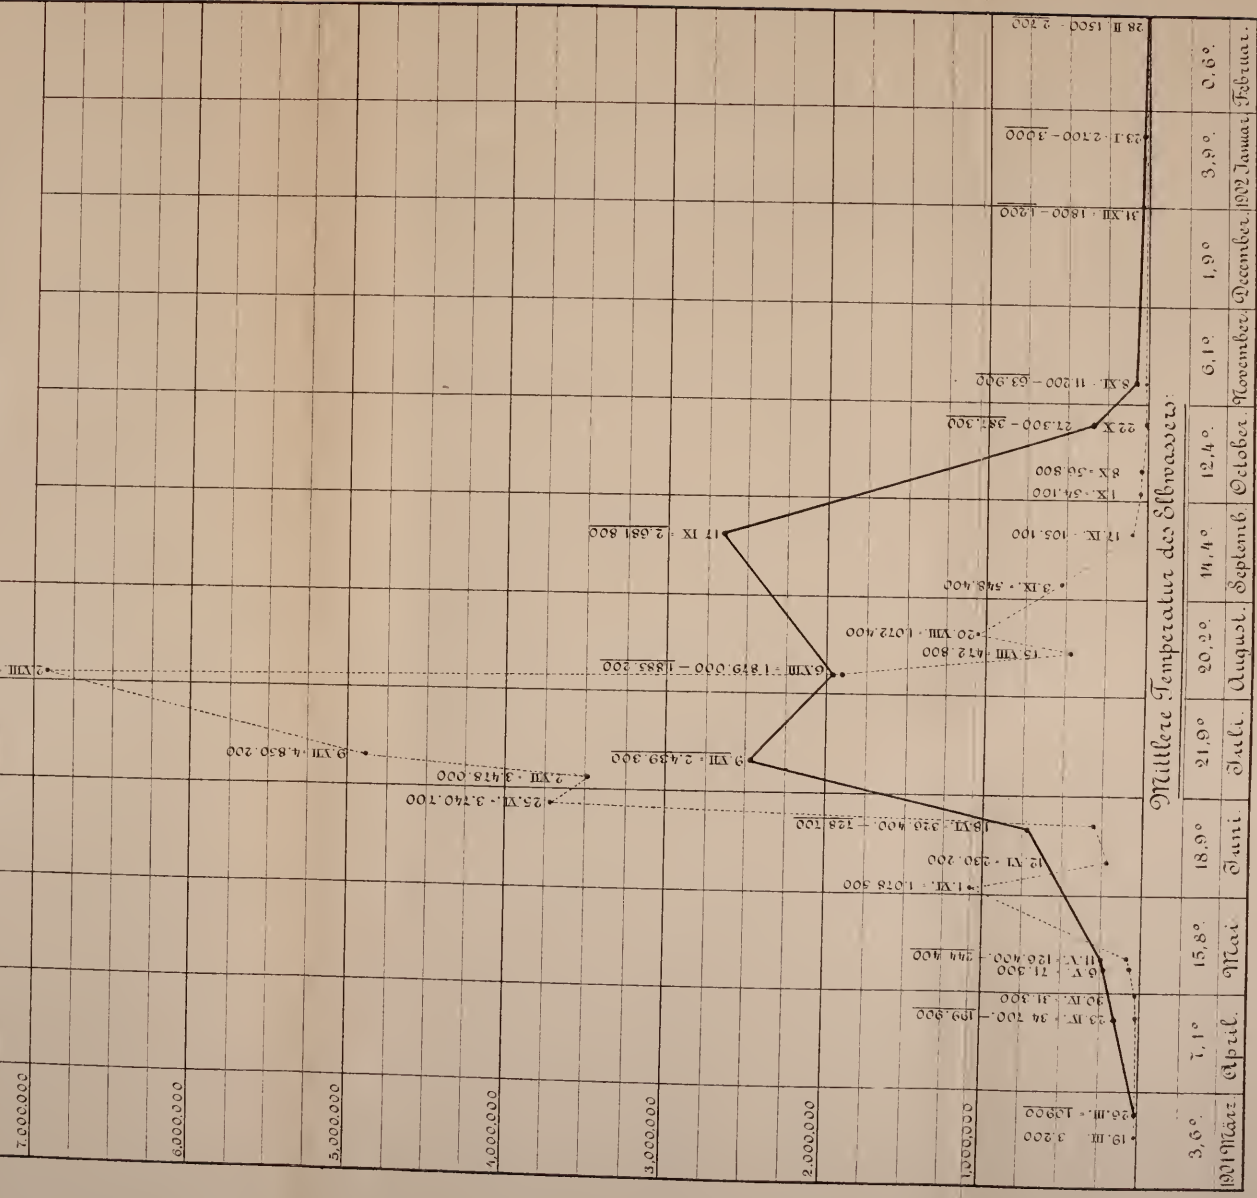 7.000.000
6.000.000
5.000.000
4.000.000
3.000.000
2.000.000
1.000.000
19. III. 3.200
26. III. = 10900
23. IV. = 34.700. – 199.900
30. IV. = 31.300
6. V. = 71.300
11. V. = 126.400. – 244.400
1. VI. = 1.078.500
12. VI = 230.200
18. VI. = 326.400. – 728.700
25. VI. = 3.740.700
2. VII = 3.478.000
9. VII = 4.850.200
9. VII = 2.439.300
2. VIII.
6. VIII = 1.879.000 – 1.885.200
15. VIII = 472.800
20. VIII. = 1.072.400
3. IX. = 548.400
17. IX. = 105.100
17. IX = 2.681.800
1. X. = 54.100
8. X = 36.800
22. X 27.300 – 387.300
8. XI. = 11.200 – 63.900
31. XII = 1800 – 1.200
23. I = 2.700 – 3000
28. II. 1500 – 2.700
Mittlere Temperatur des Elbwassers:
3,6° 7,1° 15,8° 18,9° 21,9° 20,2° 14,4° 12,4° 6,1° 1,9° 3,9° 0,6°
1901 März. April. Mai. Juni. Juli. August. Septemb. October. November. December. 1902 Januar. Februar.